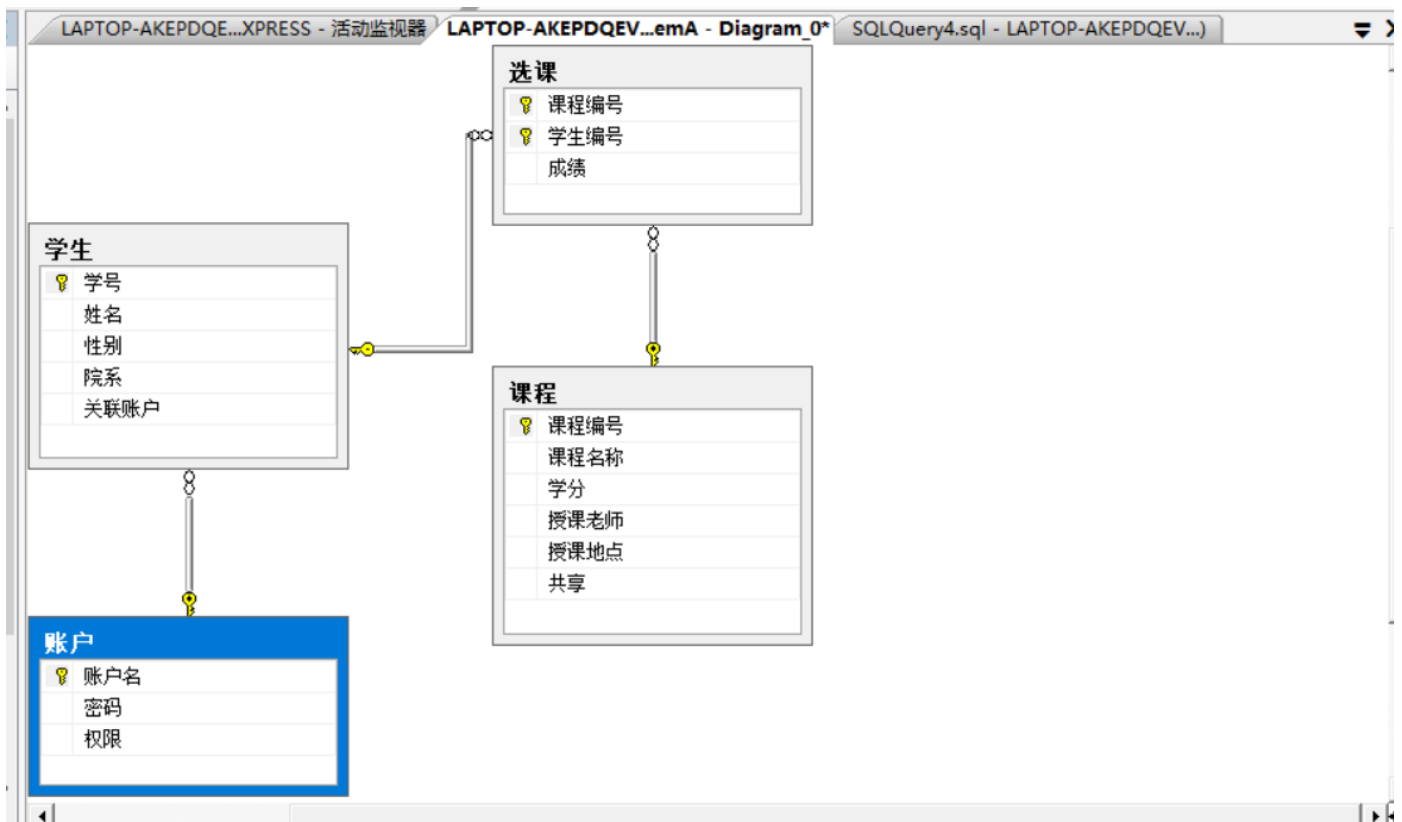 LAPTOP-AKEPDQE...XPRESS - 活动监视器
LAPTOP-AKEPDQEV...emA - Diagram_0*
SQLQuery4.sql - LAPTOP-AKEPDQEV...)
选课
课程编号
学生编号
成绩
学生
学号
姓名
性别
院系
关联账户
课程
课程编号
课程名称
学分
授课老师
授课地点
共享
账户
账户名
密码
权限